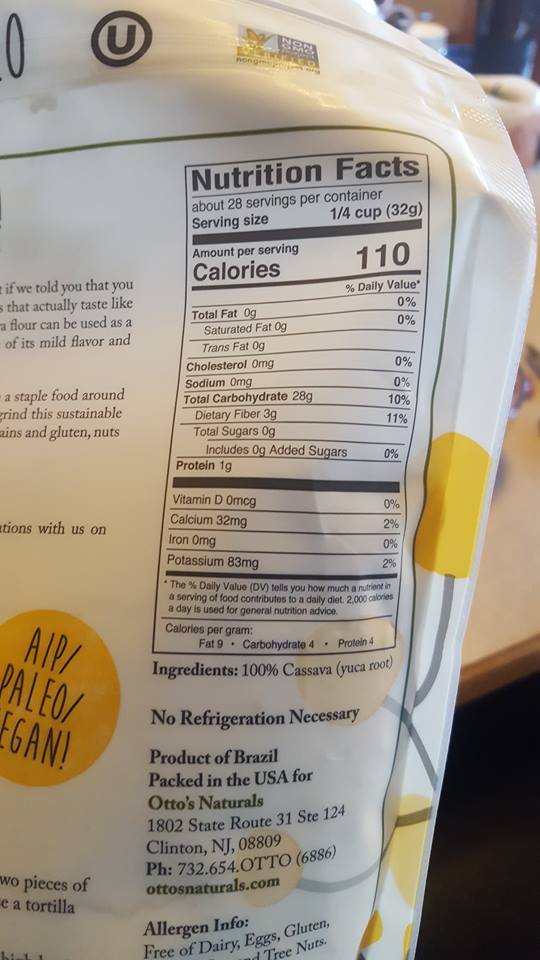 O
U
NON
GMO
nongmoproject.org
Nutrition Facts
about 28 servings per container
Serving size 1/4 cup (32g)
Amount per serving
Calories 110
% Daily Value*
Total Fat 0g 0%
Saturated Fat 0g 0%
Trans Fat 0g
Cholesterol 0mg 0%
Sodium 0mg 0%
Total Carbohydrate 28g 10%
Dietary Fiber 3g 11%
Total Sugars 0g
Includes 0g Added Sugars 0%
Protein 1g
Vitamin D 0mcg 0%
Calcium 32mg 2%
Iron 0mg 0%
Potassium 83mg 2%
* The % Daily Value (DV) tells you how much a nutrient in
a serving of food contributes to a daily diet. 2,000 calories
a day is used for general nutrition advice.
Calories per gram:
Fat 9 • Carbohydrate 4 • Protein 4
Ingredients: 100% Cassava (yuca root)
No Refrigeration Necessary
Product of Brazil
Packed in the USA for
Otto's Naturals
1802 State Route 31 Ste 124
Clinton, NJ, 08809
Ph: 732.654.OTTO (6886)
ottosnaturals.com
Allergen Info:
Free of Dairy, Eggs, Gluten,
Tree Nuts.
if we told you that you
that actually taste like
a flour can be used as a
of its mild flavor and
a staple food around
grind this sustainable
ains and gluten, nuts
tions with us on
AIP/
PALEO/
EGAN!
wo pieces of
e a tortilla